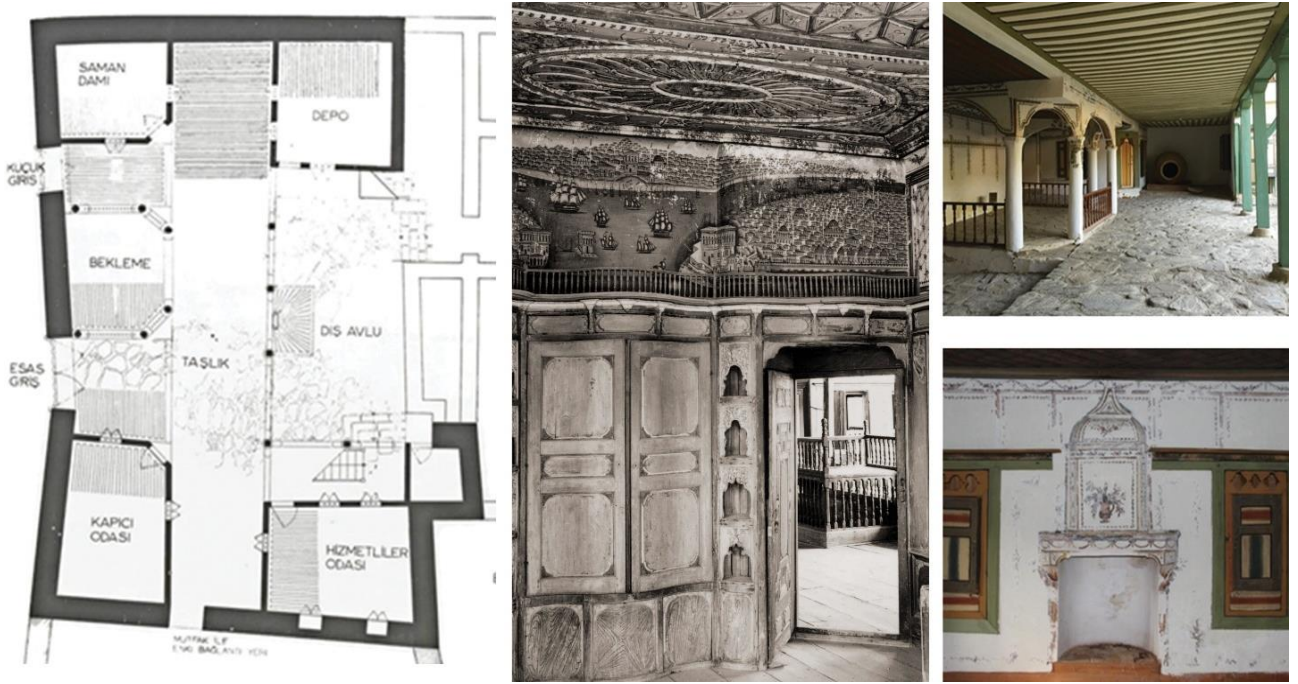 SAMAN
DAMI
DEPO
KÜÇÜK
GİRİŞ
BEKLEME
DIŞ AVLU
TAŞLIK
ESAS
GİRİŞ
KAPICI
ODASI
HİZMETLİLER
ODASI
MUTFAK İLE
ESKİ BAĞLANTI YERİ